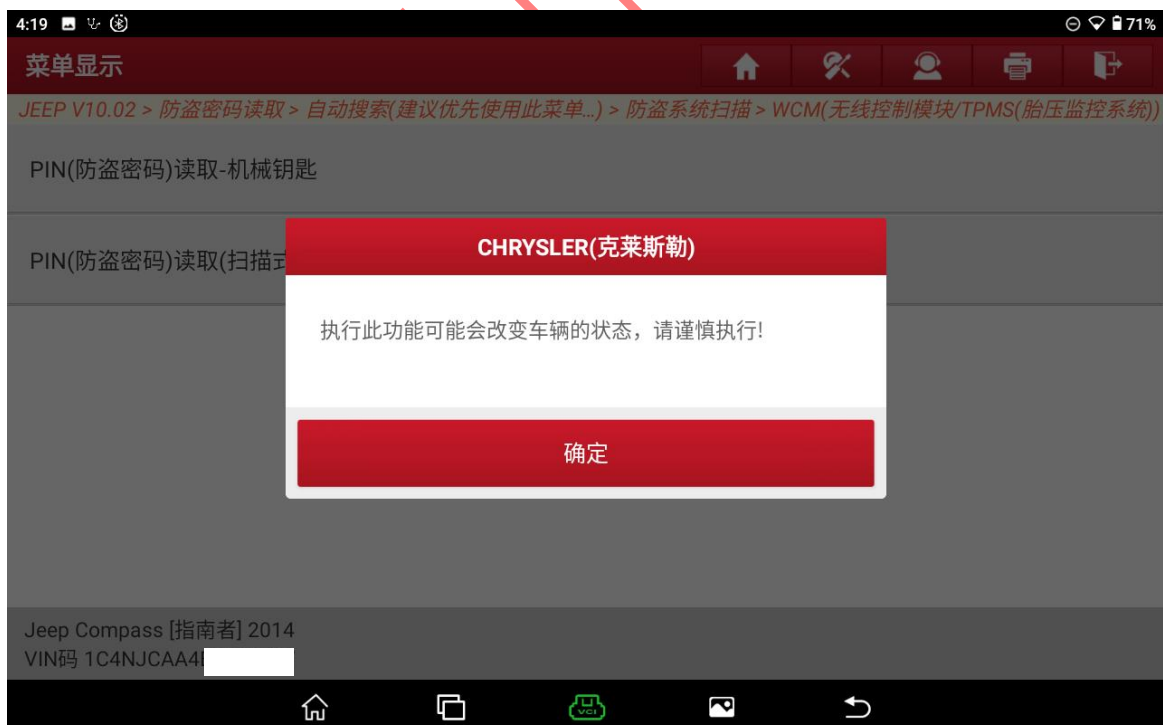 4:19
71%
菜单显示
JEEP V10.02 > 防盗密码读取 > 自动搜索(建议优先使用此菜单...) > 防盗系统扫描 > WCM(无线控制模块/TPMS(胎压监控系统))
PIN(防盗密码)读取-机械钥匙
PIN(防盗密码)读取(扫描式
CHRYSLER(克莱斯勒)
执行此功能可能会改变车辆的状态，请谨慎执行!
确定
Jeep Compass [指南者] 2014
VIN码 1C4NJCAA4
VCI